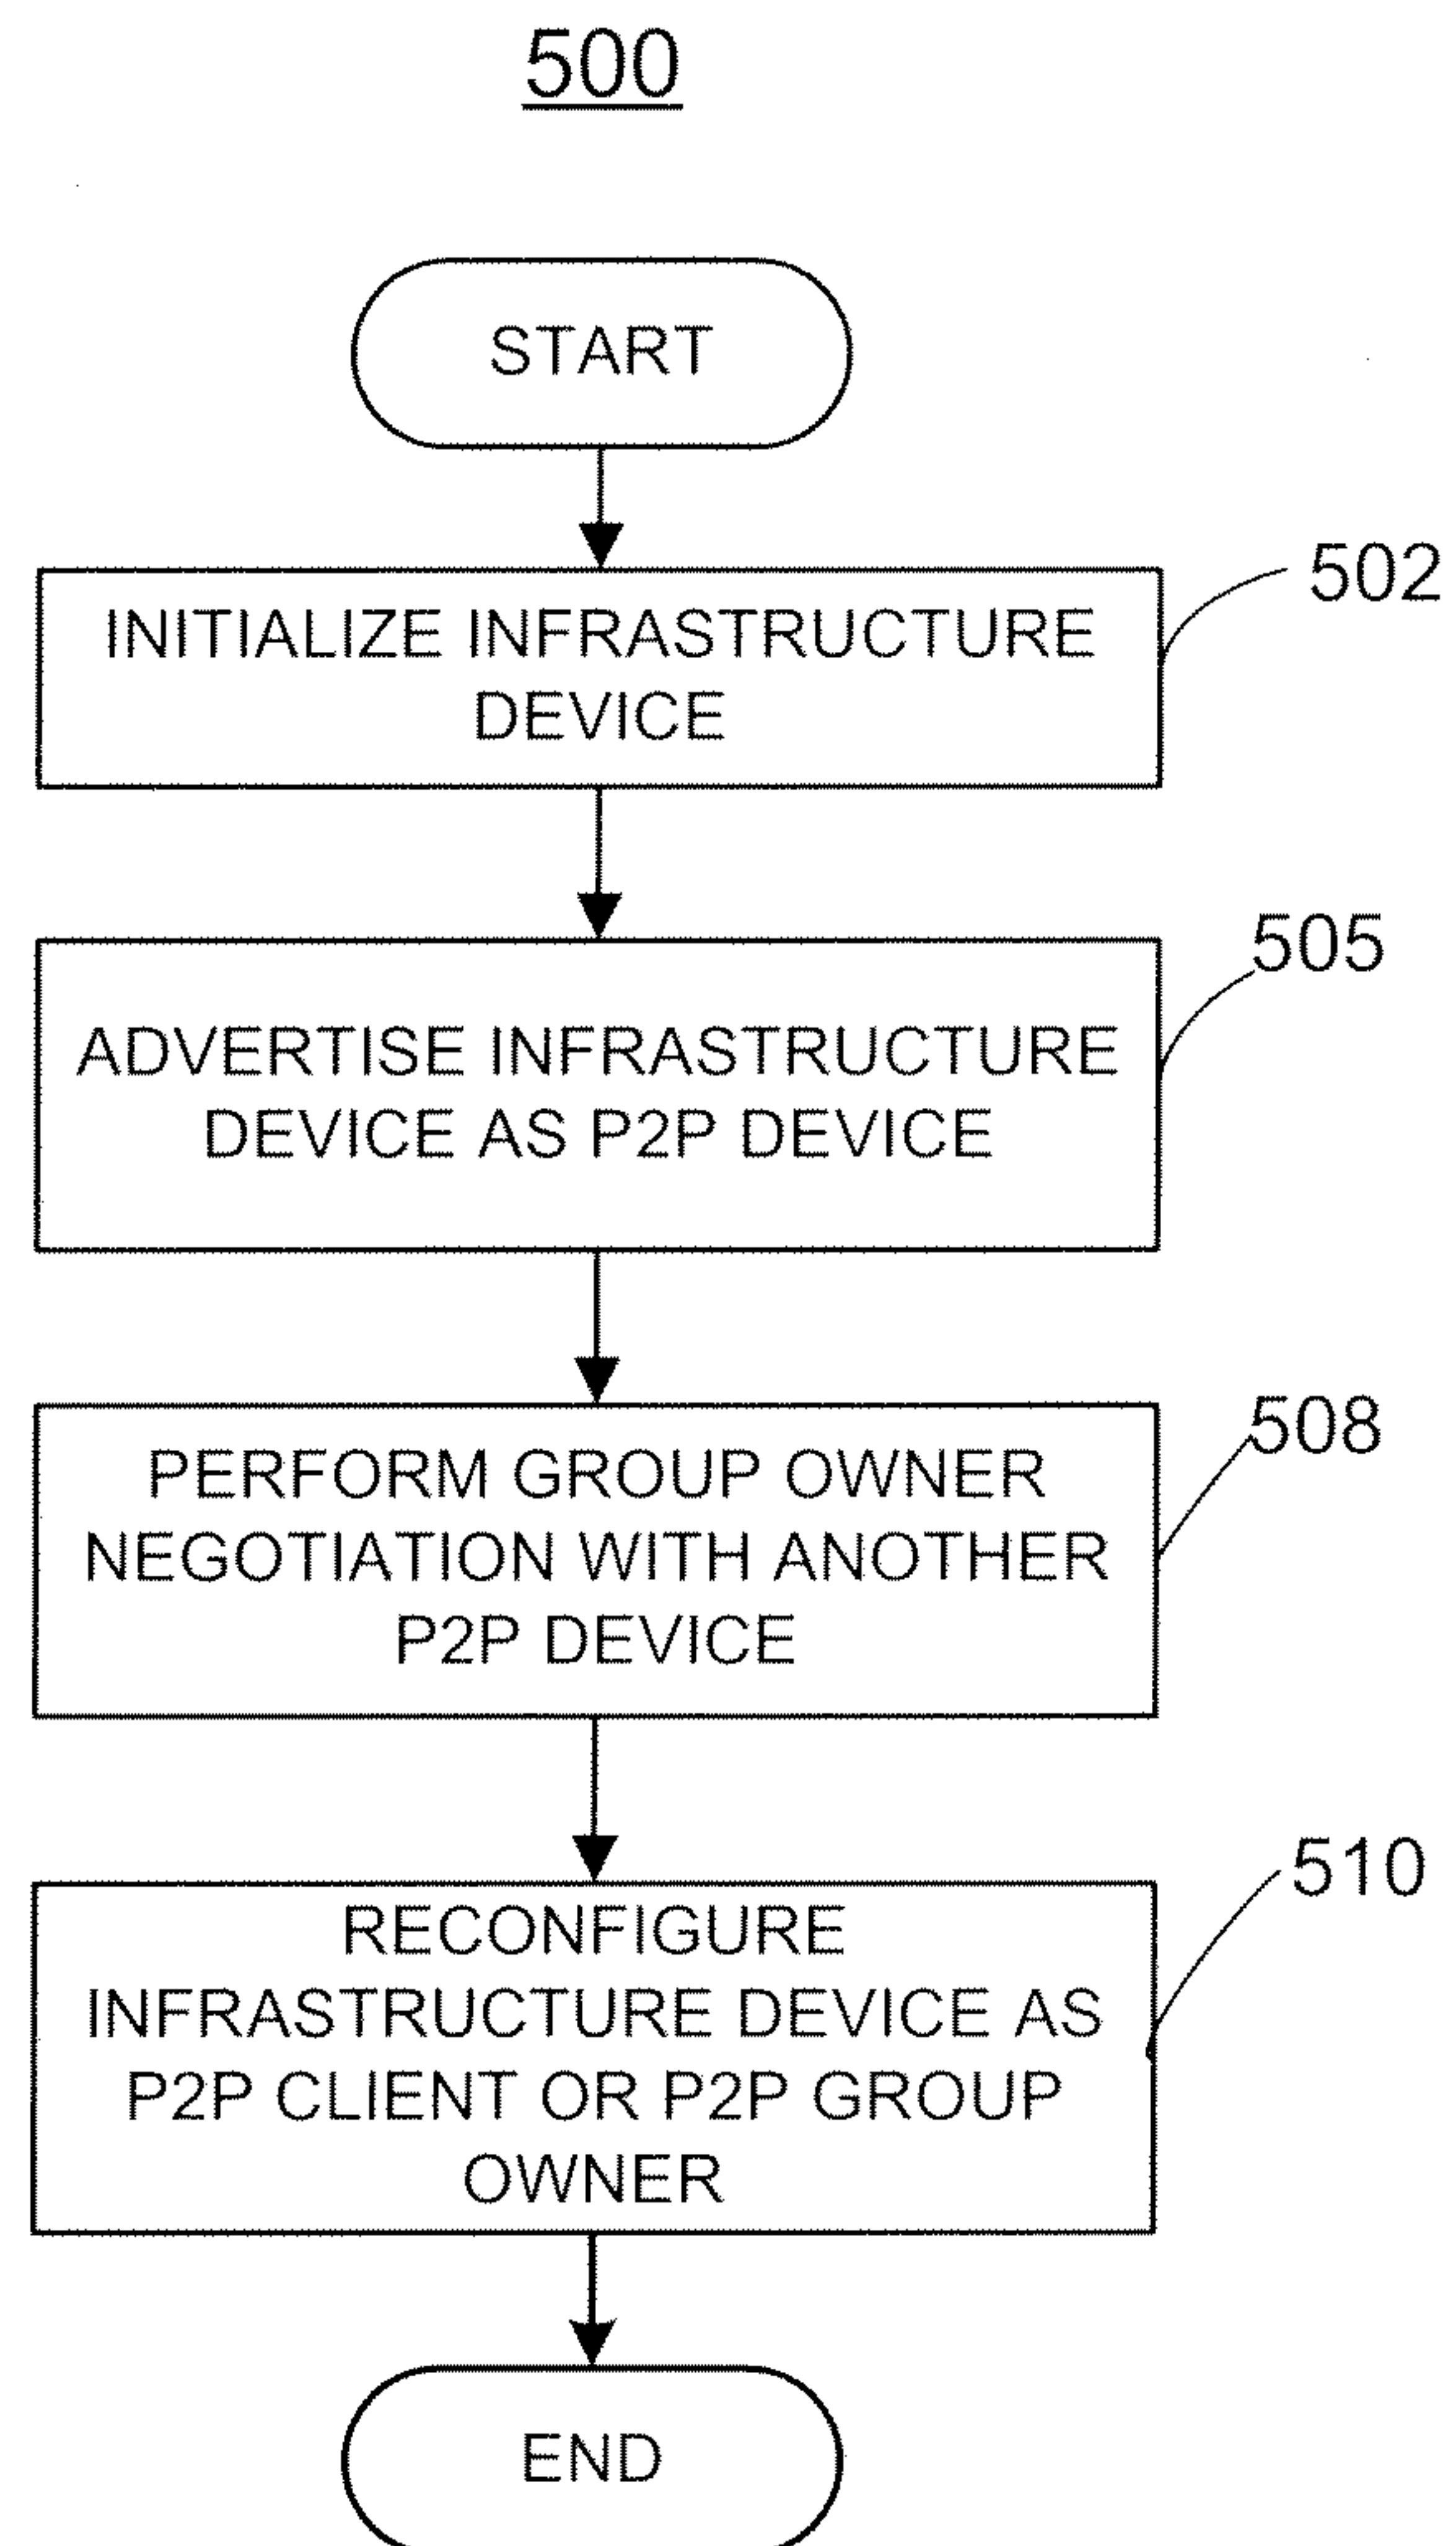 500
START
INITIALIZE INFRASTRUCTURE
DEVICE
502
ADVERTISE INFRASTRUCTURE
DEVICE AS P2P DEVICE
505
PERFORM GROUP OWNER
NEGOTIATION WITH ANOTHER
P2P DEVICE
508
RECONFIGURE
INFRASTRUCTURE DEVICE AS
P2P CLIENT OR P2P GROUP
OWNER
510
END